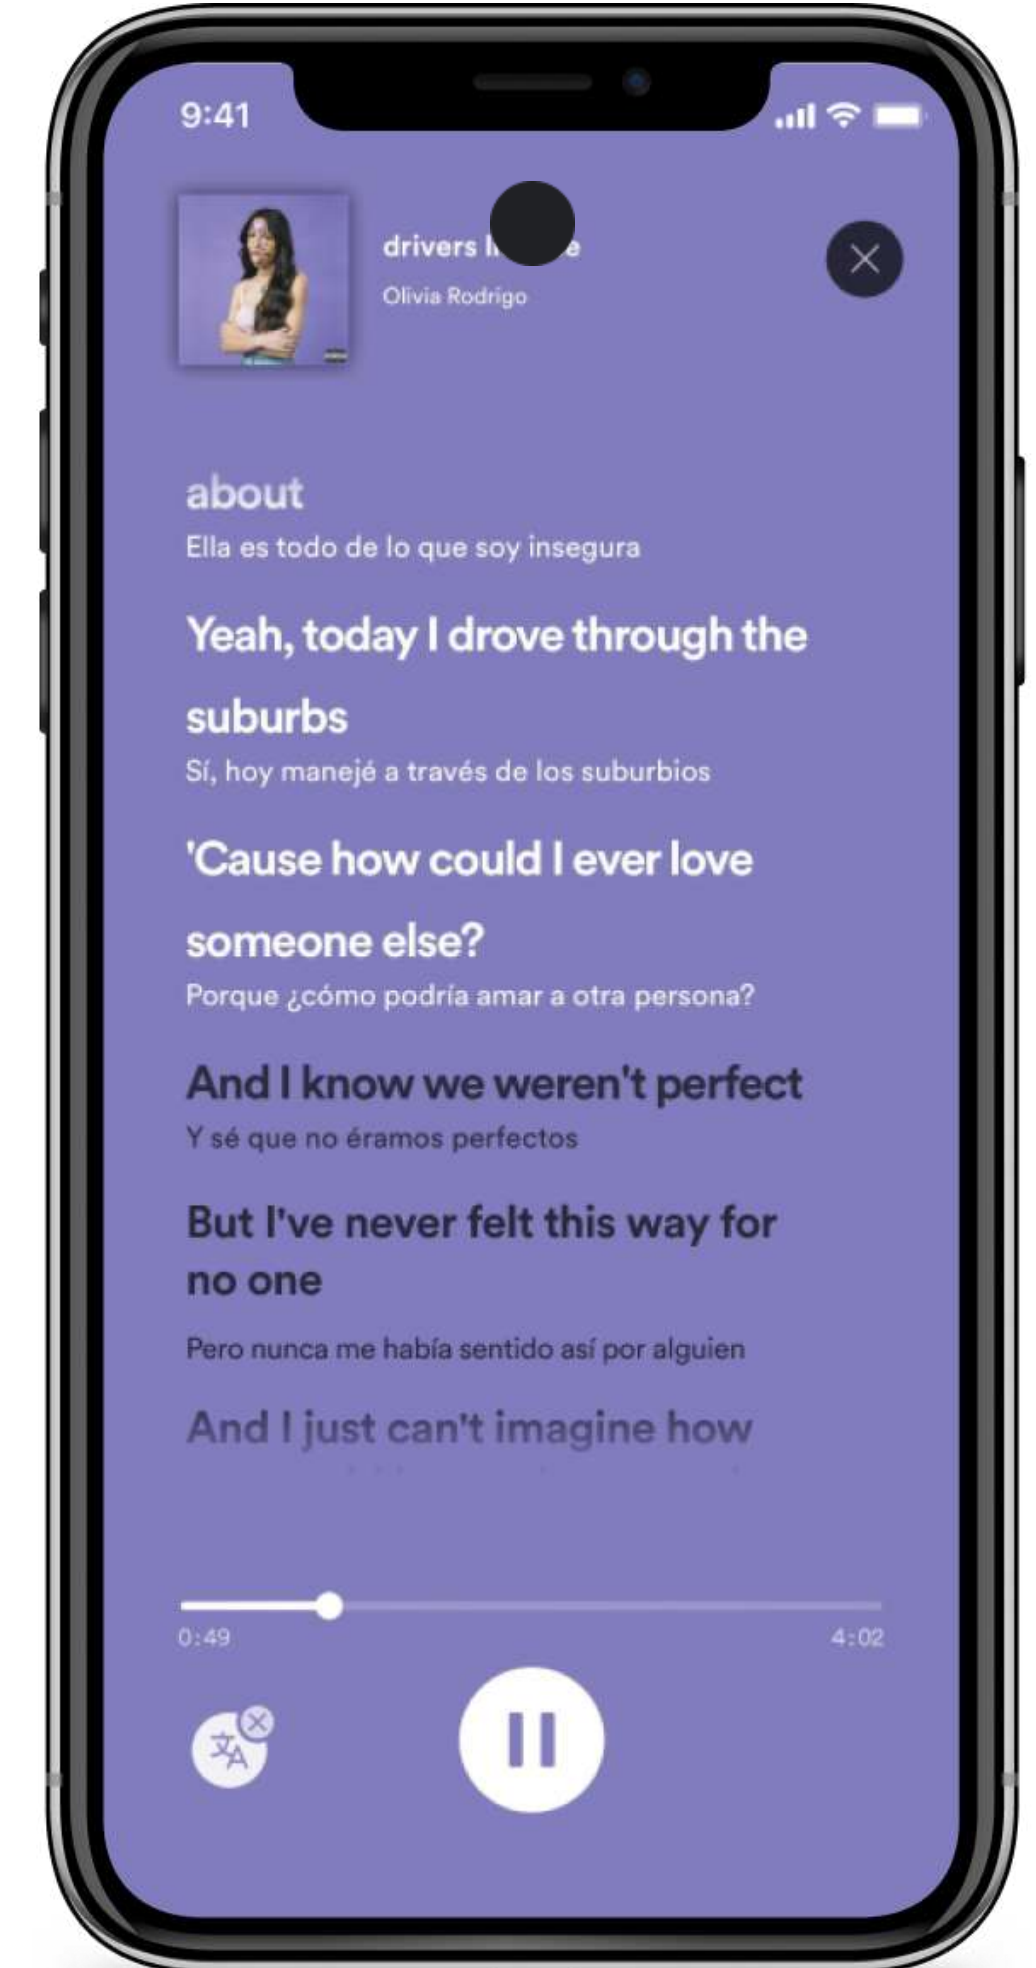 9:41
drivers
Olivia Rodrigo
about
Ella es todo de lo que soy insegura
Yeah, today I drove through the
suburbs
Sí, hoy manejé a través de los suburbios
'Cause how could I ever love
someone else?
Porque ¿cómo podría amar a otra persona?
And I know we weren't perfect
Y sé que no éramos perfectos
But I've never felt this way for
no one
Pero nunca me había sentido así por alguien
And I just can't imagine how
0:49
4:02
文A